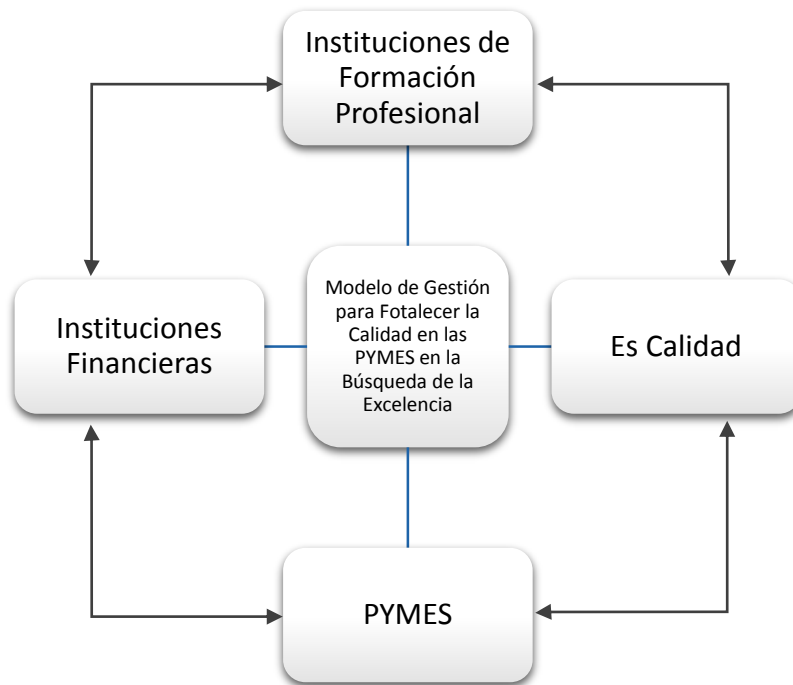 Instituciones de
Formación
Profesional
Instituciones
Financieras
Modelo de Gestión
para Fotalecer la
Calidad en las
PYMES en la
Búsqueda de la
Excelencia
Es Calidad
PYMES